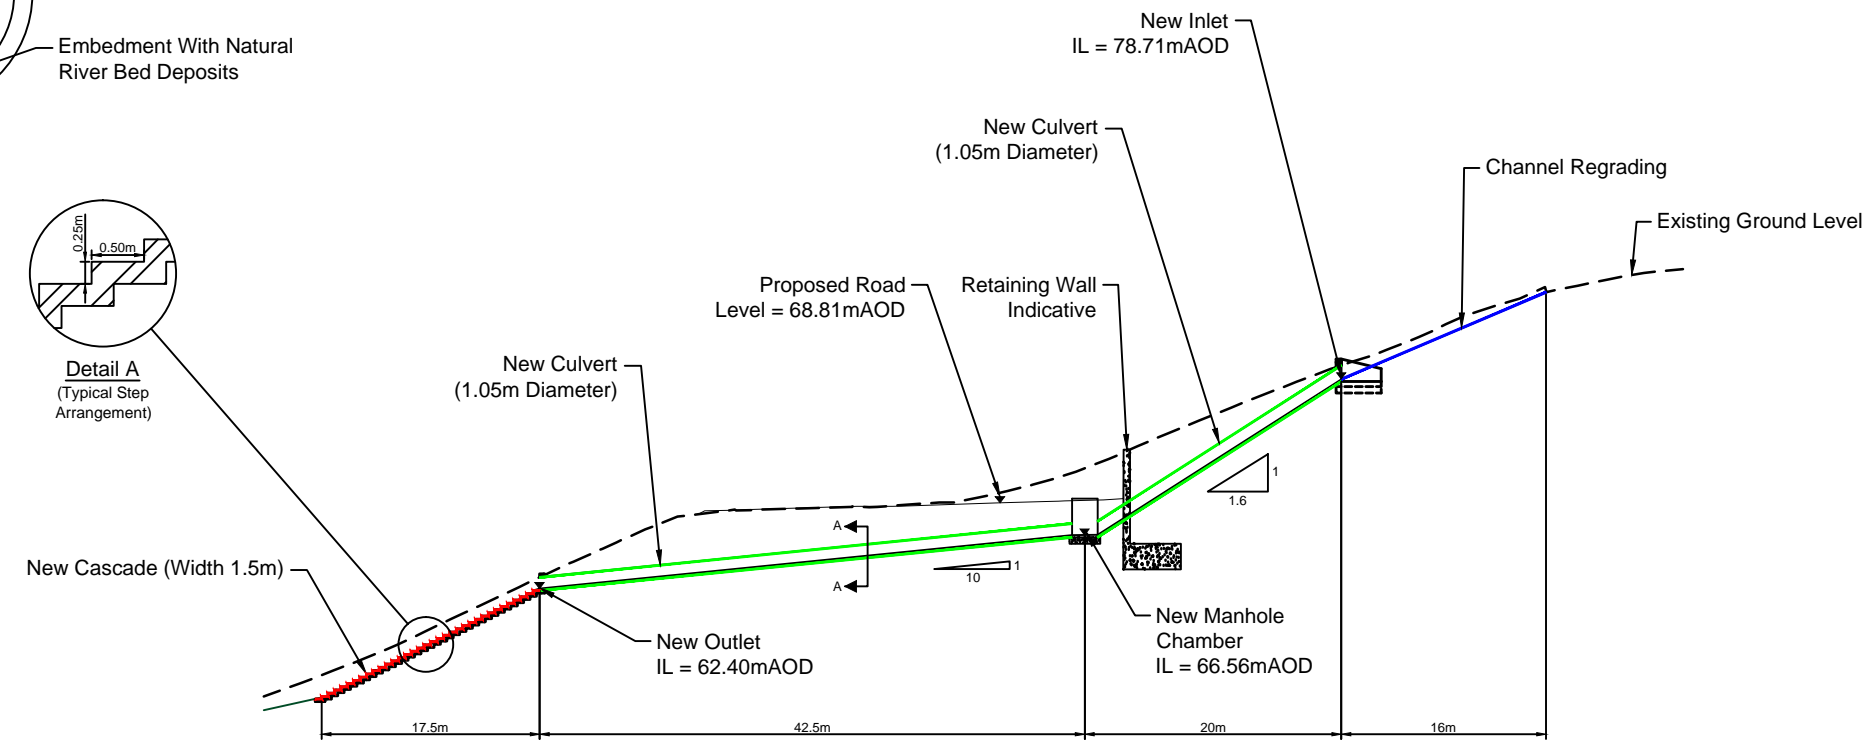 New Inlet
IL = 78.71mAOD
Embedment With Natural
River Bed Deposits
New Culvert
(1.05m Diameter)
Channel Regrading
Existing Ground Level
0.25m
0.50m
Proposed Road
Level = 68.81mAOD
Retaining Wall
Indicative
Detail A
(Typical Step
Arrangement)
New Culvert
(1.05m Diameter)
1
1.6
A
A
1
10
New Cascade (Width 1.5m)
New Outlet
IL = 62.40mAOD
New Manhole
Chamber
IL = 66.56mAOD
17.5m
42.5m
20m
16m